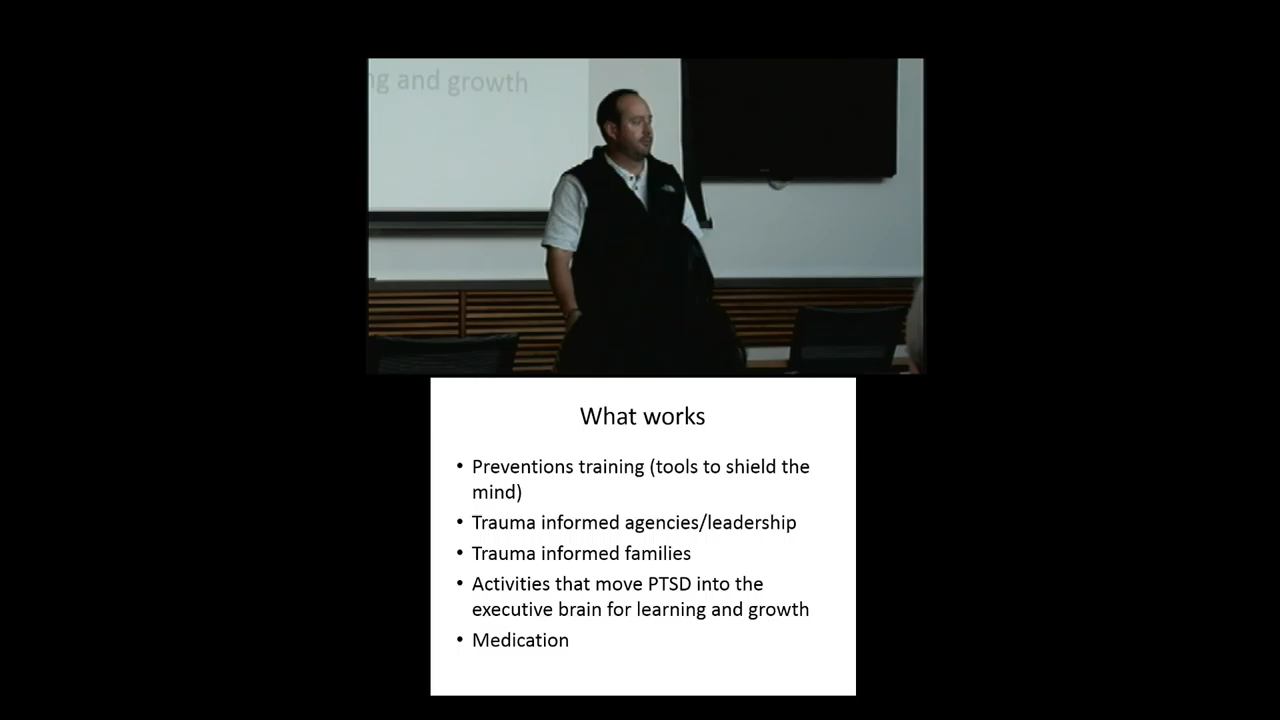 ng and growth
What works
• Preventions training (tools to shield the
mind)
• Trauma informed agencies/leadership
• Trauma informed families
• Activities that move PTSD into the
executive brain for learning and growth
• Medication